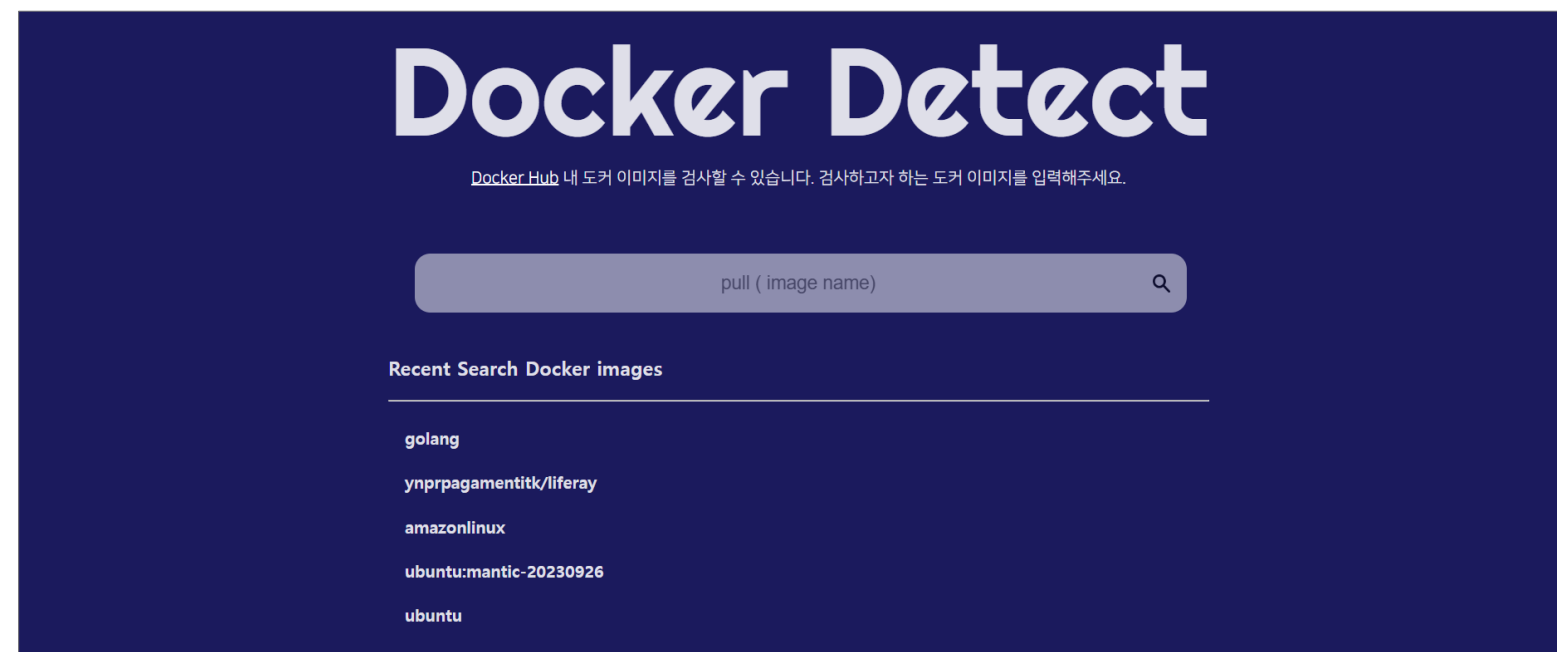 Docker Detect
Docker Hub 내 도커 이미지를 검사할 수 있습니다. 검사하고자 하는 도커 이미지를 입력해주세요.
pull ( image name)
Recent Search Docker images
golang
ynprpagamentitk/liferay
amazonlinux
ubuntu:mantic-20230926
ubuntu